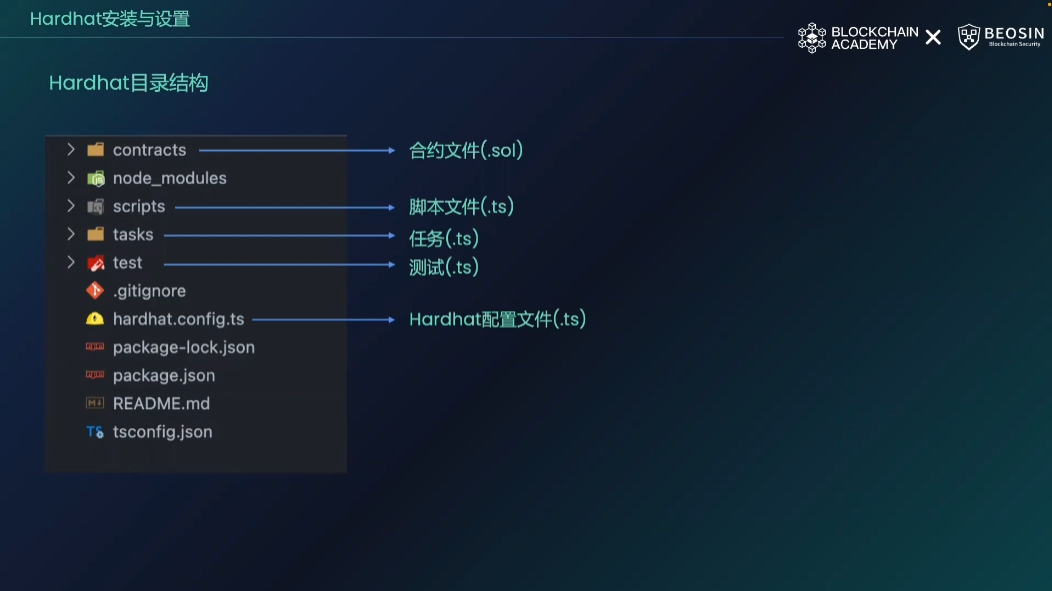 Hardhat安装与设置
BLOCKCHAIN
ACADEMY
BEOSIN
Blockchain Security
Hardhat目录结构
contracts
合约文件(.sol)
node_modules
scripts
脚本文件(.ts)
tasks
任务(.ts)
test
测试(.ts)
.gitignore
hardhat.config.ts
Hardhat配置文件(.ts)
package-lock.json
package.json
README.md
TS
tsconfig.json